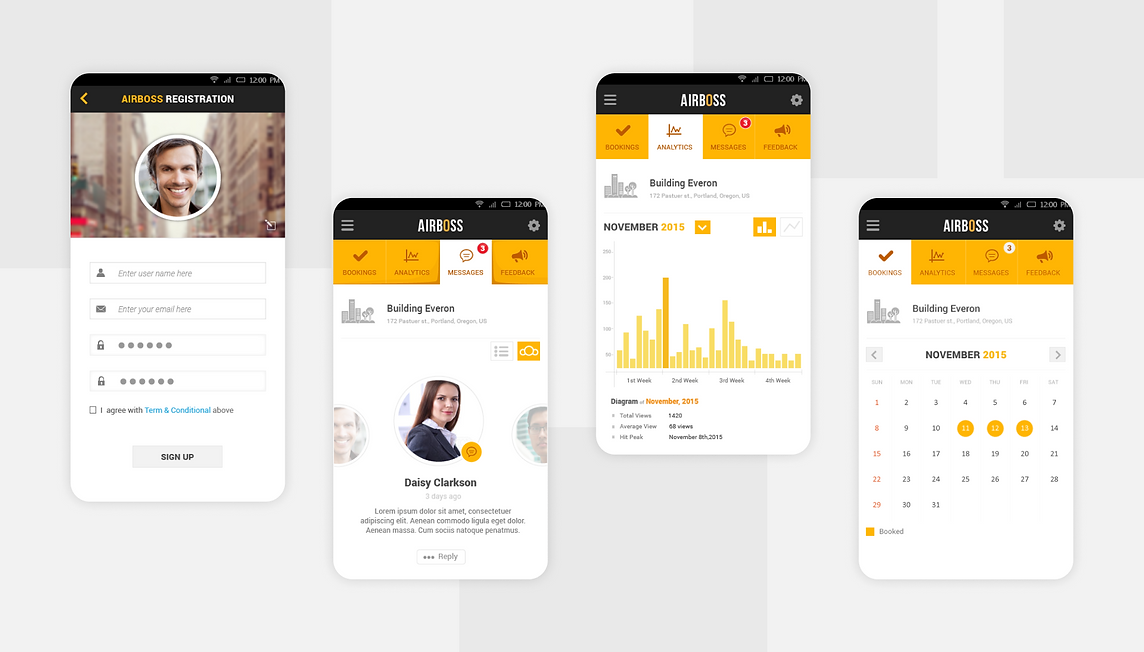 12:00 PM
AIRBOSS REGISTRATION
Enter user name here
Enter your email here
I agree with Term & Conditional above
SIGN UP
12:00 PM
AIRBOSS
3
BOOKINGS ANALYTICS MESSAGES FEEDBACK
Building Everon
172 Pastuer st., Portland, Oregon, US
Daisy Clarkson
3 days ago
Lorem ipsum dolor sit amet, consectetuer
adipiscing elit. Aenean commodo ligula eget dolor.
Aenean massa. Cum sociis natoque penatmus.
Reply
12:00 PM
AIRBOSS
3
BOOKINGS ANALYTICS MESSAGES FEEDBACK
Building Everon
172 Pastuer st., Portland, Oregon, US
NOVEMBER 2015
250
200
150
100
50
1st Week 2nd Week 3rd Week 4th Week
Diagram of November, 2015
Total Views 1420
Average View 68 views
Hit Peak November 8th,2015
12:00 PM
AIRBOSS
3
BOOKINGS ANALYTICS MESSAGES FEEDBACK
Building Everon
172 Pastuer st., Portland, Oregon, US
NOVEMBER 2015
SUN MON TUE WED THU FRI SAT
1 2 3 4 5 6 7
8 9 10 11 12 13 14
15 16 17 18 19 20 21
22 23 24 25 26 27 28
29 30 31
Booked